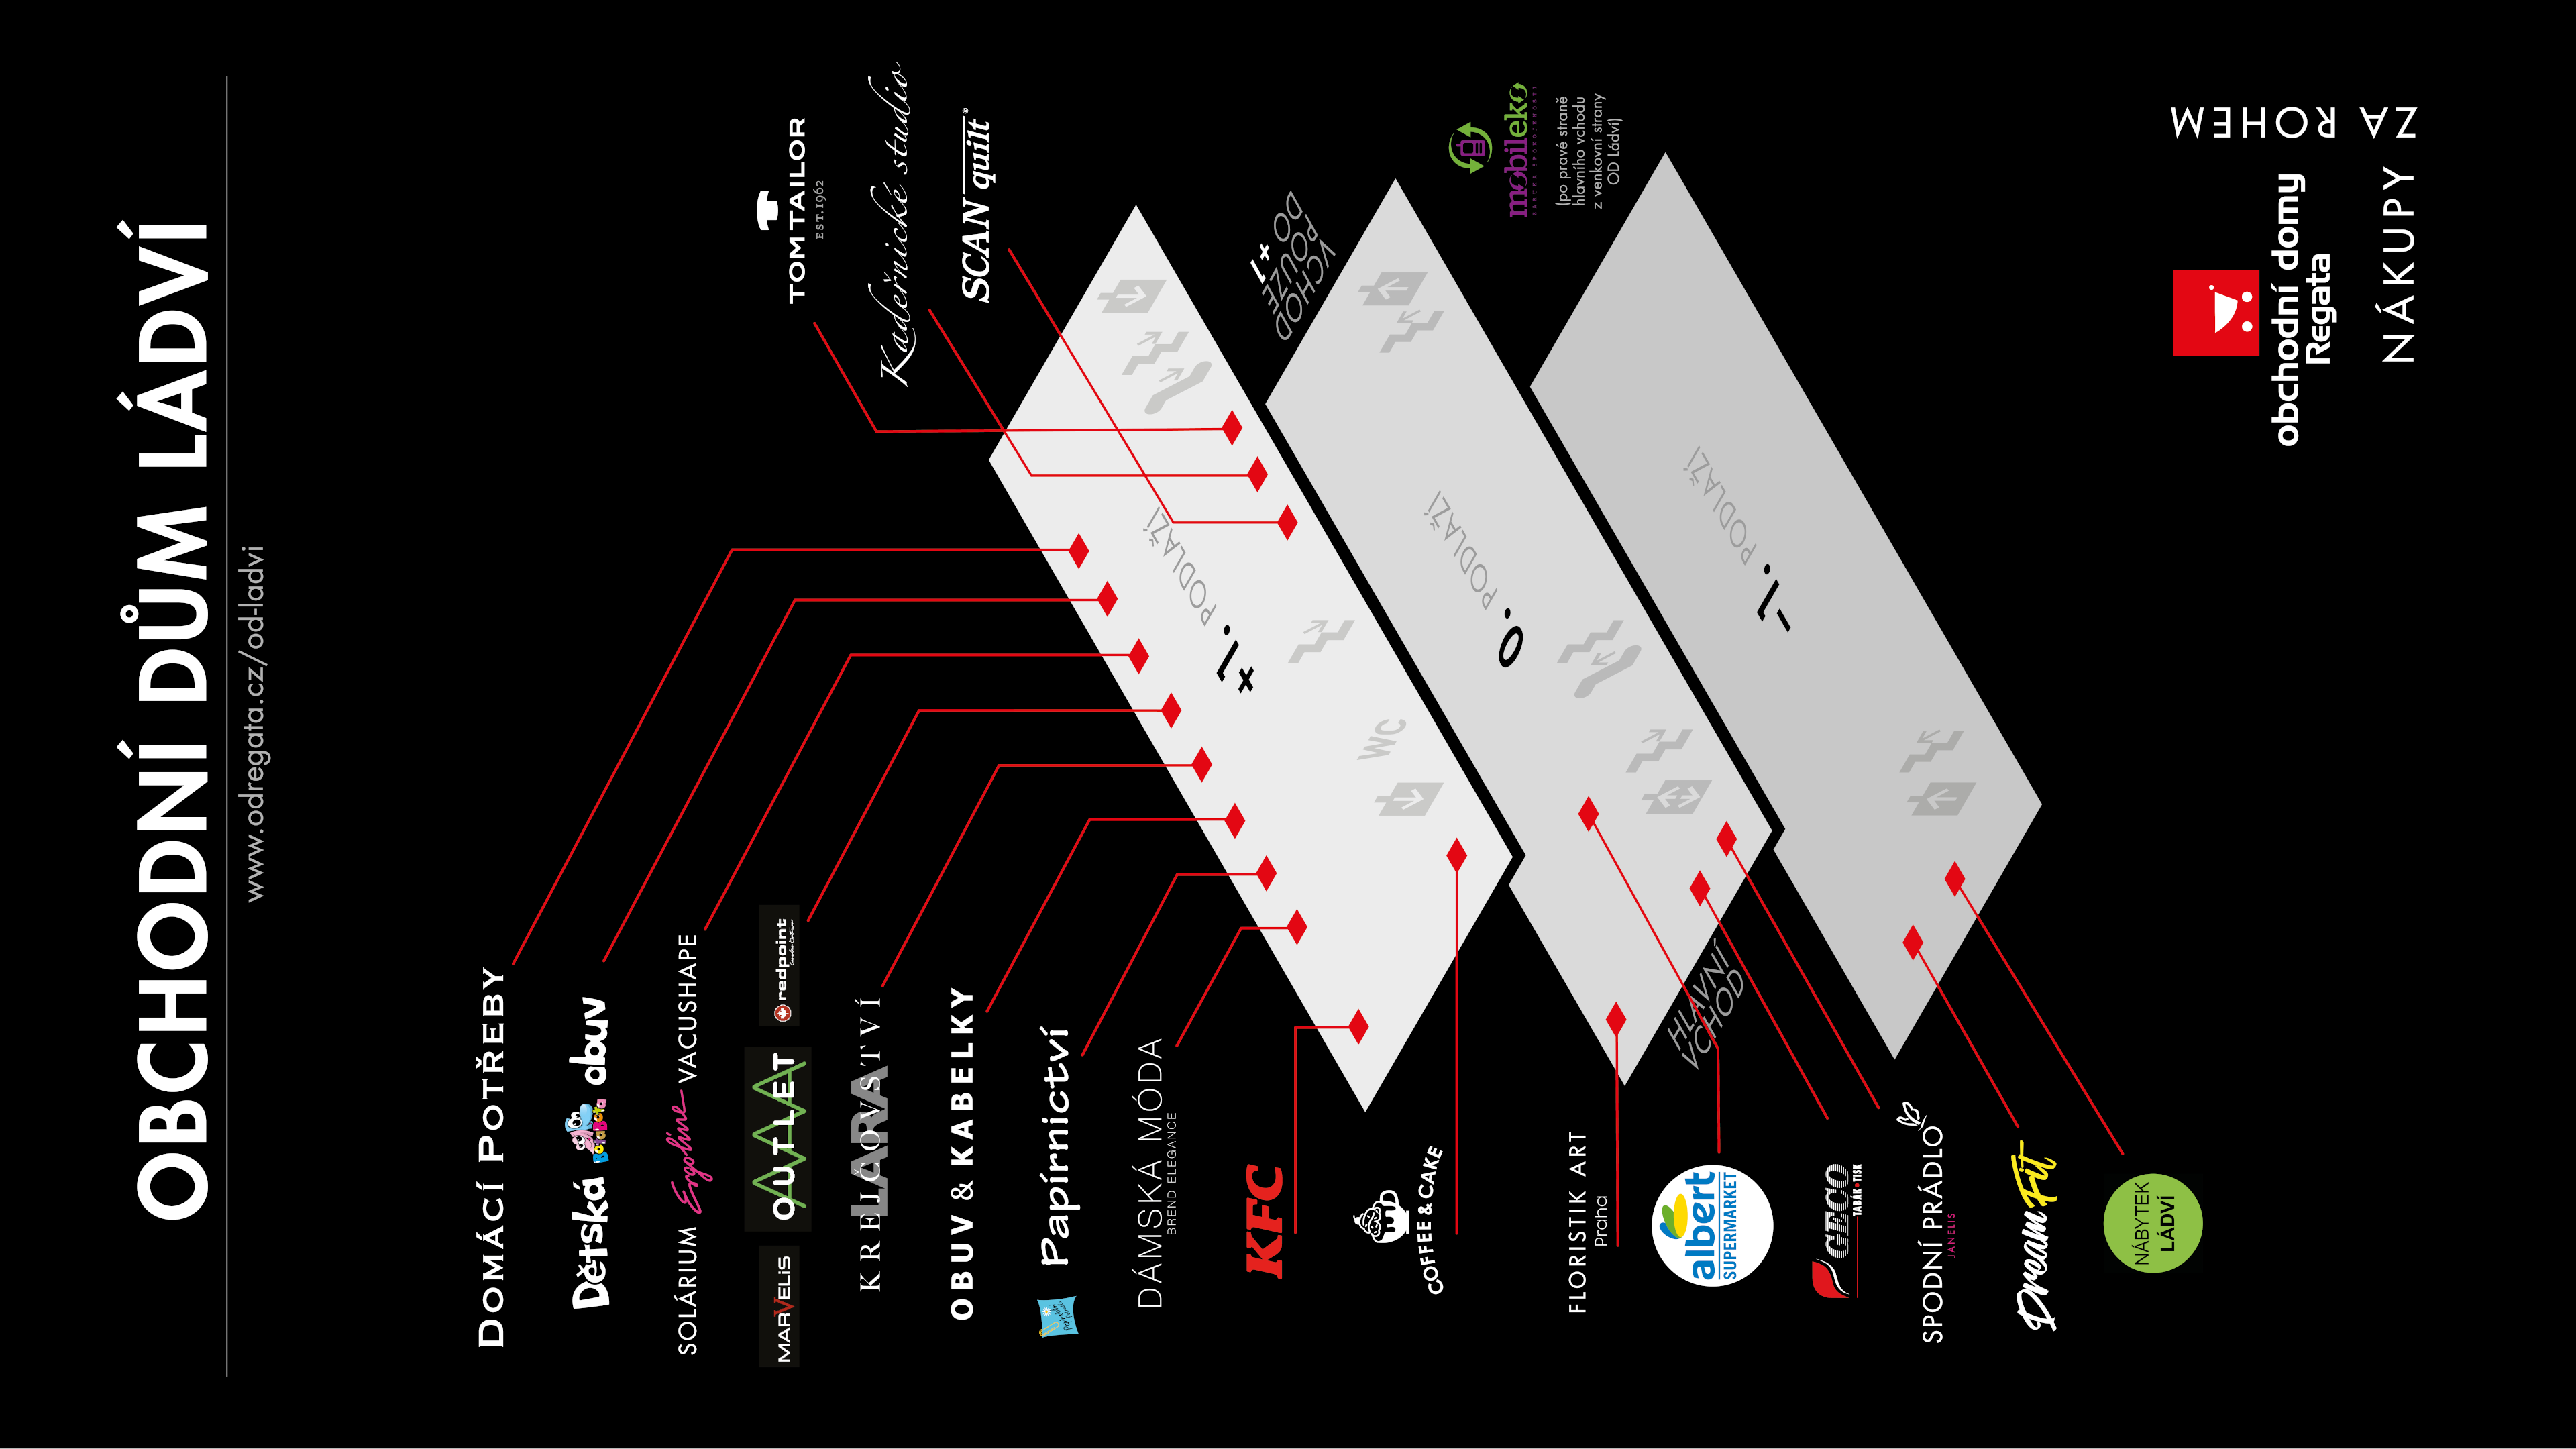 OBCHODNÍ DŮM LÁDVÍ
www.odregata.cz/od-ladvi
TOM TAILOR
EST.1962
Kadeřnické studio
SCANquilt®
DOMÁCÍ POTŘEBY
Dětská BotaBota obuv
SOLÁRIUM Ergoline VACUSHAPE
MARVELiS OUTLET redpoint
LARA
KREJČOVSTVÍ
OBUV & KABELKY
Papírnictví
DÁMSKÁ MÓDA
BREND ELEGANCE
KFC
COFFEE & CAKE
+1. PODLAŽÍ
WC
VCHOD
POUZE
DO +1
mobileko
(po pravé straně
hlavního vchodu
z venkovní strany
OD Ládví)
0. PODLAŽÍ
HLAVNÍ
VCHOD
FLORISTIK ART
Praha
albert
SUPERMARKET
GECO
TABÁK•TISK
SPODNÍ PRÁDLO
JANELIS
-1. PODLAŽÍ
DreamFit
NÁBYTEK
LÁDVÍ
obchodní domy
Regata
NÁKUPY
ZA ROHEM